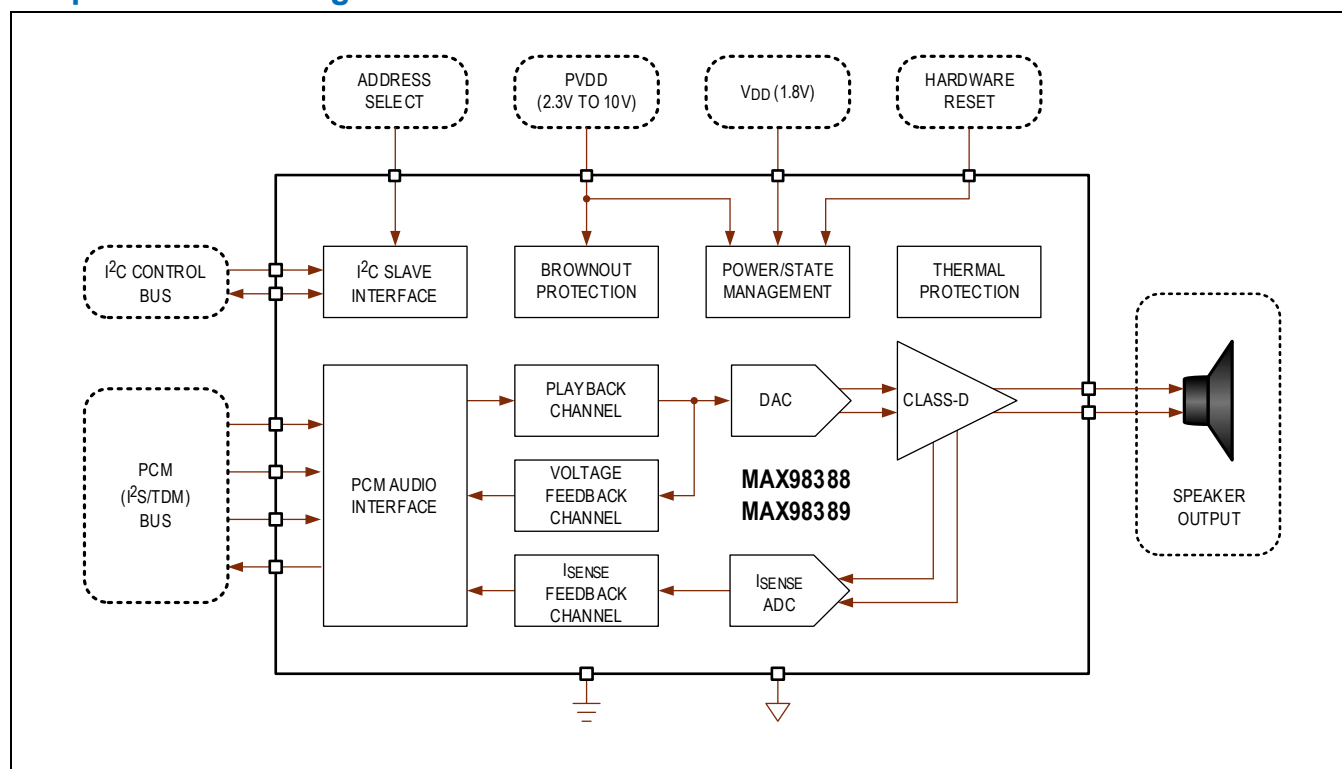 ADDRESS
SELECT
PVDD
(2.3V TO 10V)
VDD (1.8V)
HARDWARE
RESET
I2C CONTROL
BUS
I2C SLAVE
INTERFACE
BROWNOUT
PROTECTION
POWER/STATE
MANAGEMENT
THERMAL
PROTECTION
PCM
(I2S/TDM)
BUS
PCM AUDIO
INTERFACE
PLAYBACK
CHANNEL
DAC
CLASS-D
VOLTAGE
FEEDBACK
CHANNEL
MAX98388
MAX98389
SPEAKER
OUTPUT
ISENSE
FEEDBACK
CHANNEL
ISENSE
ADC